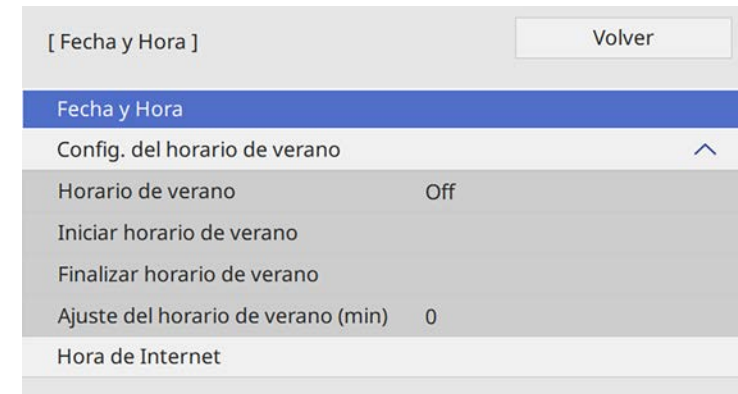 [ Fecha y Hora ]
Volver
Fecha y Hora
Config. del horario de verano
Horario de verano Off
Iniciar horario de verano
Finalizar horario de verano
Ajuste del horario de verano (min) 0
Hora de Internet